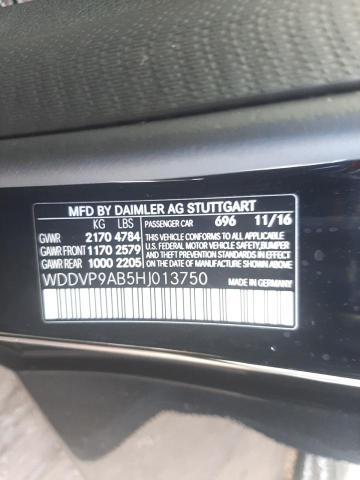 MFD BY DAIMLER AG STUTTGART
KG LBS PASSENGER CAR 696 11/16
GVWR 2170 4784 THIS VEHICLE CONFORMS TO ALL APPLICABLE
GAWR FRONT 1170 2579 U.S. FEDERAL MOTOR VEHICLE SAFETY,BUMPER
GAWR REAR 1000 2205 AND THEFT PREVENTION STANDARDS IN EFFECT
ON THE DATE OF MANUFACTURE SHOWN ABOVE.
WDDVP9AB5HJ013750 MADE IN GERMANY